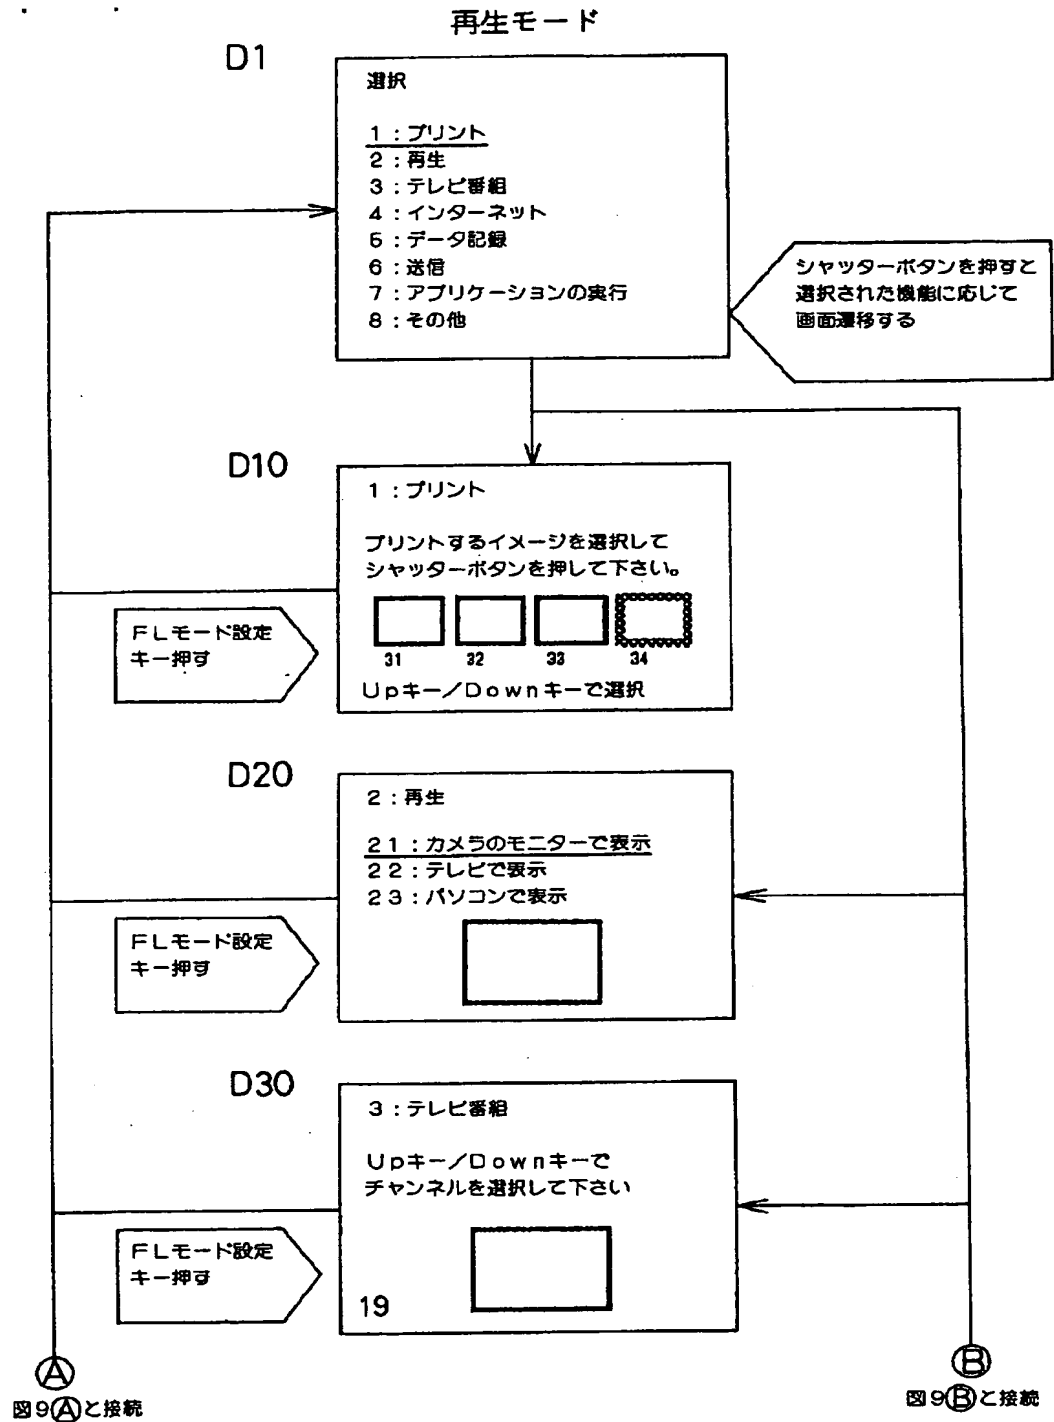 再生モード
D1
選択
1:プリント
2:再生
3:テレビ番組
4:インターネット
5:データ記録
6:送信
7:アプリケーションの実行
8:その他
シャッターボタンを押すと
選択された機能に応じて
画面遷移する
D10
1:プリント
プリントするイメージを選択して
シャッターボタンを押して下さい。
31 32 33 34
Upキー/Downキーで選択
FLモード設定
キー押す
D20
2:再生
21:カメラのモニターで表示
22:テレビで表示
23:パソコンで表示
FLモード設定
キー押す
D30
3:テレビ番組
Upキー/Downキーで
チャンネルを選択して下さい
19
FLモード設定
キー押す
A
図9Aと接続
B
図9Bと接続